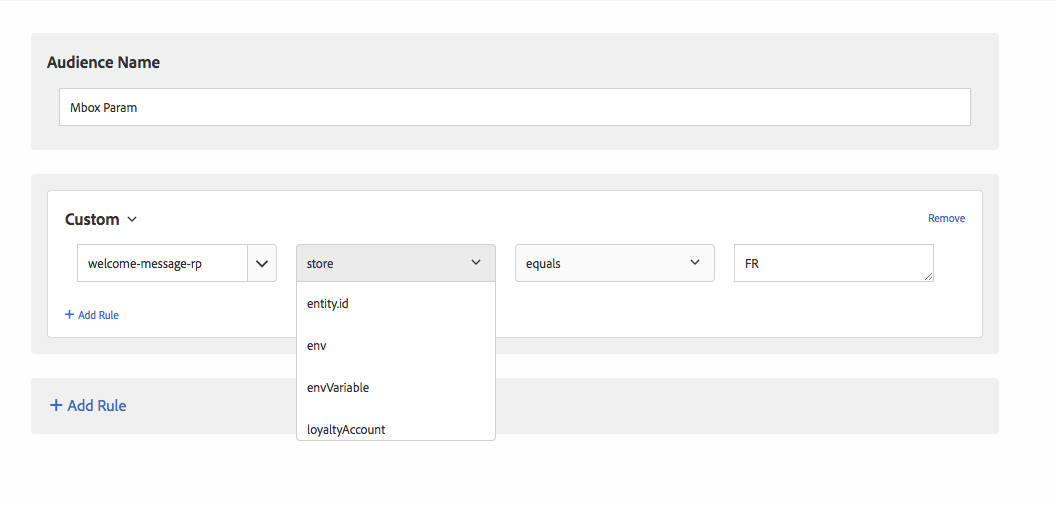 Audience Name
Mbox Param
Custom
Remove
welcome-message-rp
store
equals
FR
entity.id
env
envVariable
loyaltyAccount
+ Add Rule
+ Add Rule